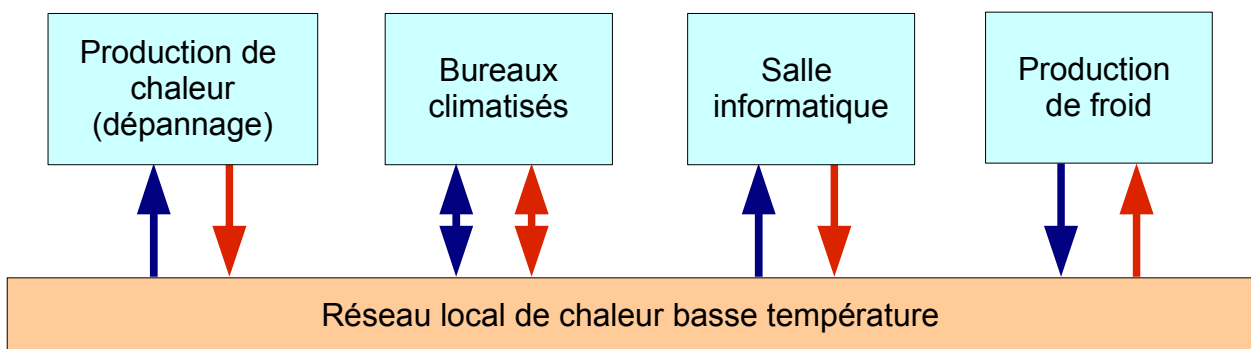 Production de
chaleur
(dépannage)
Bureaux
climatisés
Salle
informatique
Production
de froid
Réseau local de chaleur basse température